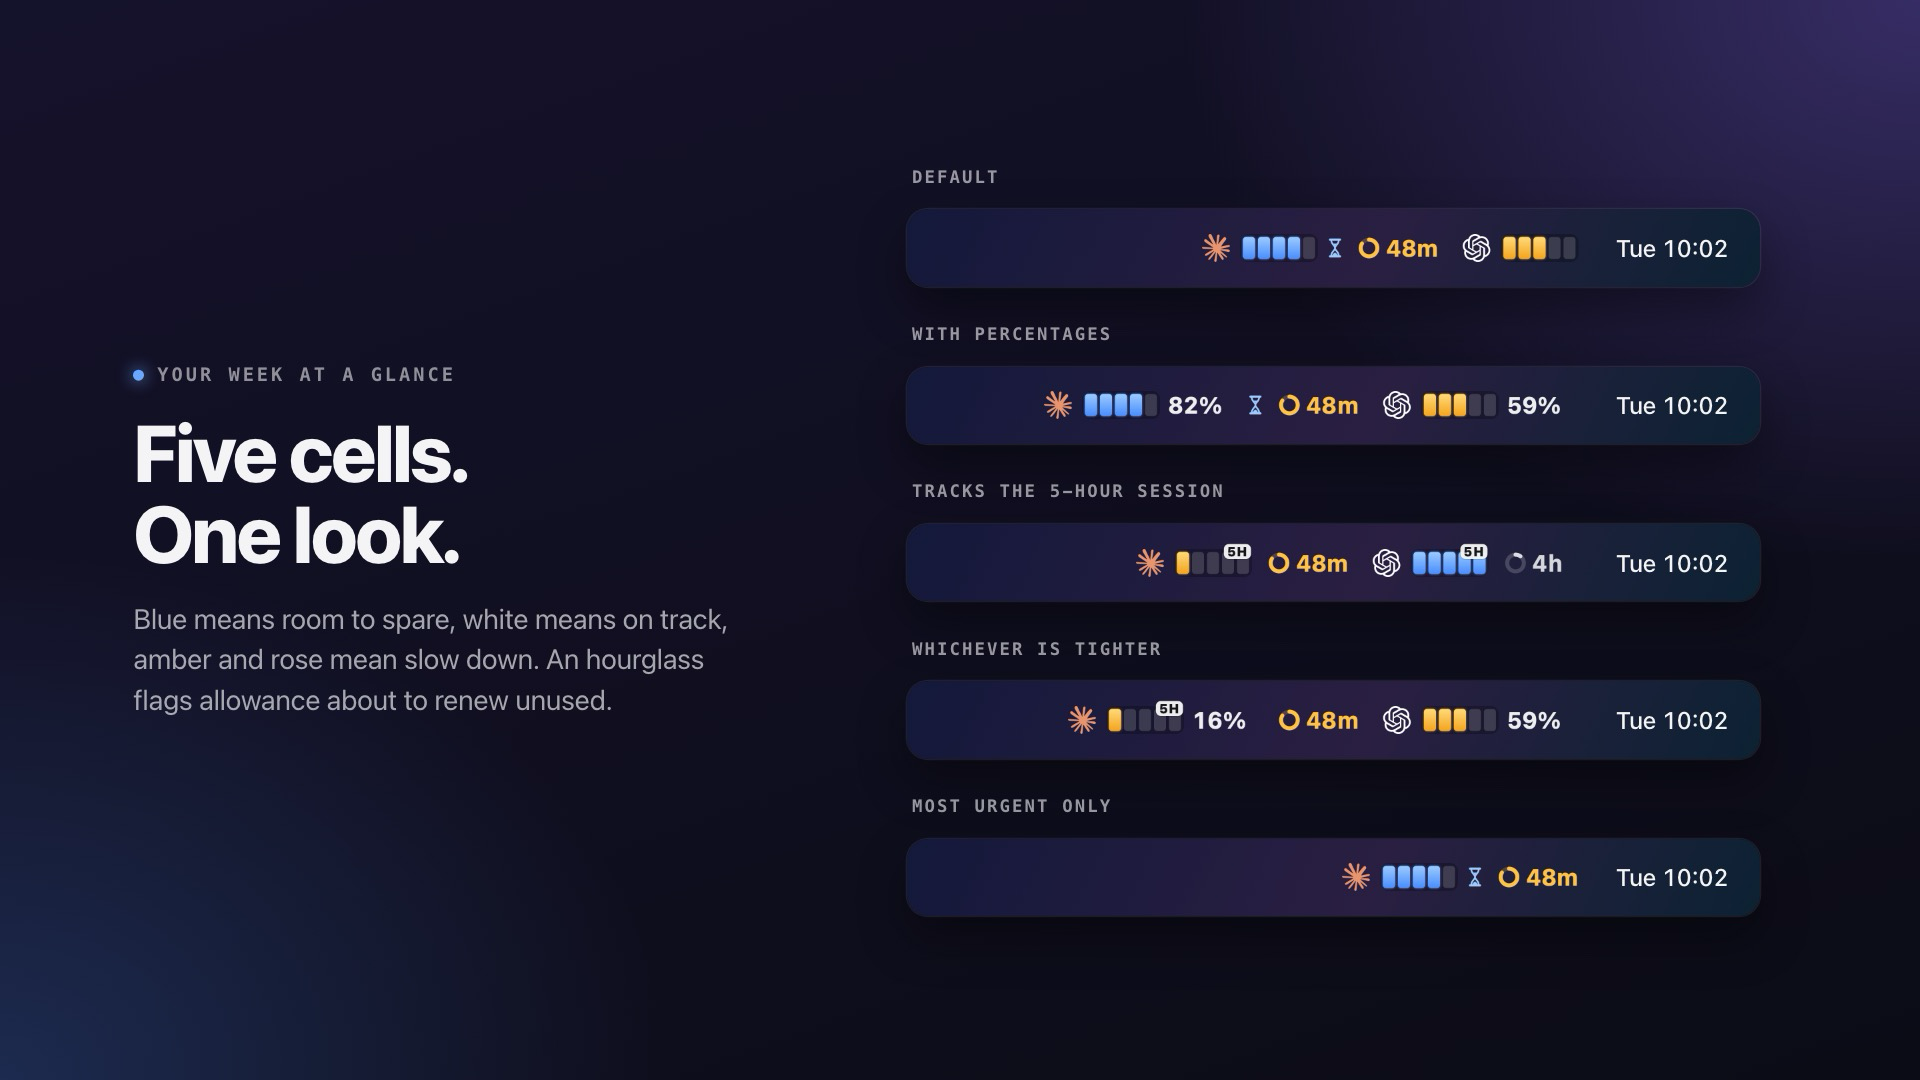 YOUR WEEK AT A GLANCE
Five cells.
One look.
Blue means room to spare, white means on track,
amber and rose mean slow down. An hourglass
flags allowance about to renew unused.
DEFAULT
48m Tue 10:02
WITH PERCENTAGES
82% 48m 59% Tue 10:02
TRACKS THE 5-HOUR SESSION
5H 48m 5H 4h Tue 10:02
WHICHEVER IS TIGHTER
5H 16% 48m 59% Tue 10:02
MOST URGENT ONLY
48m Tue 10:02